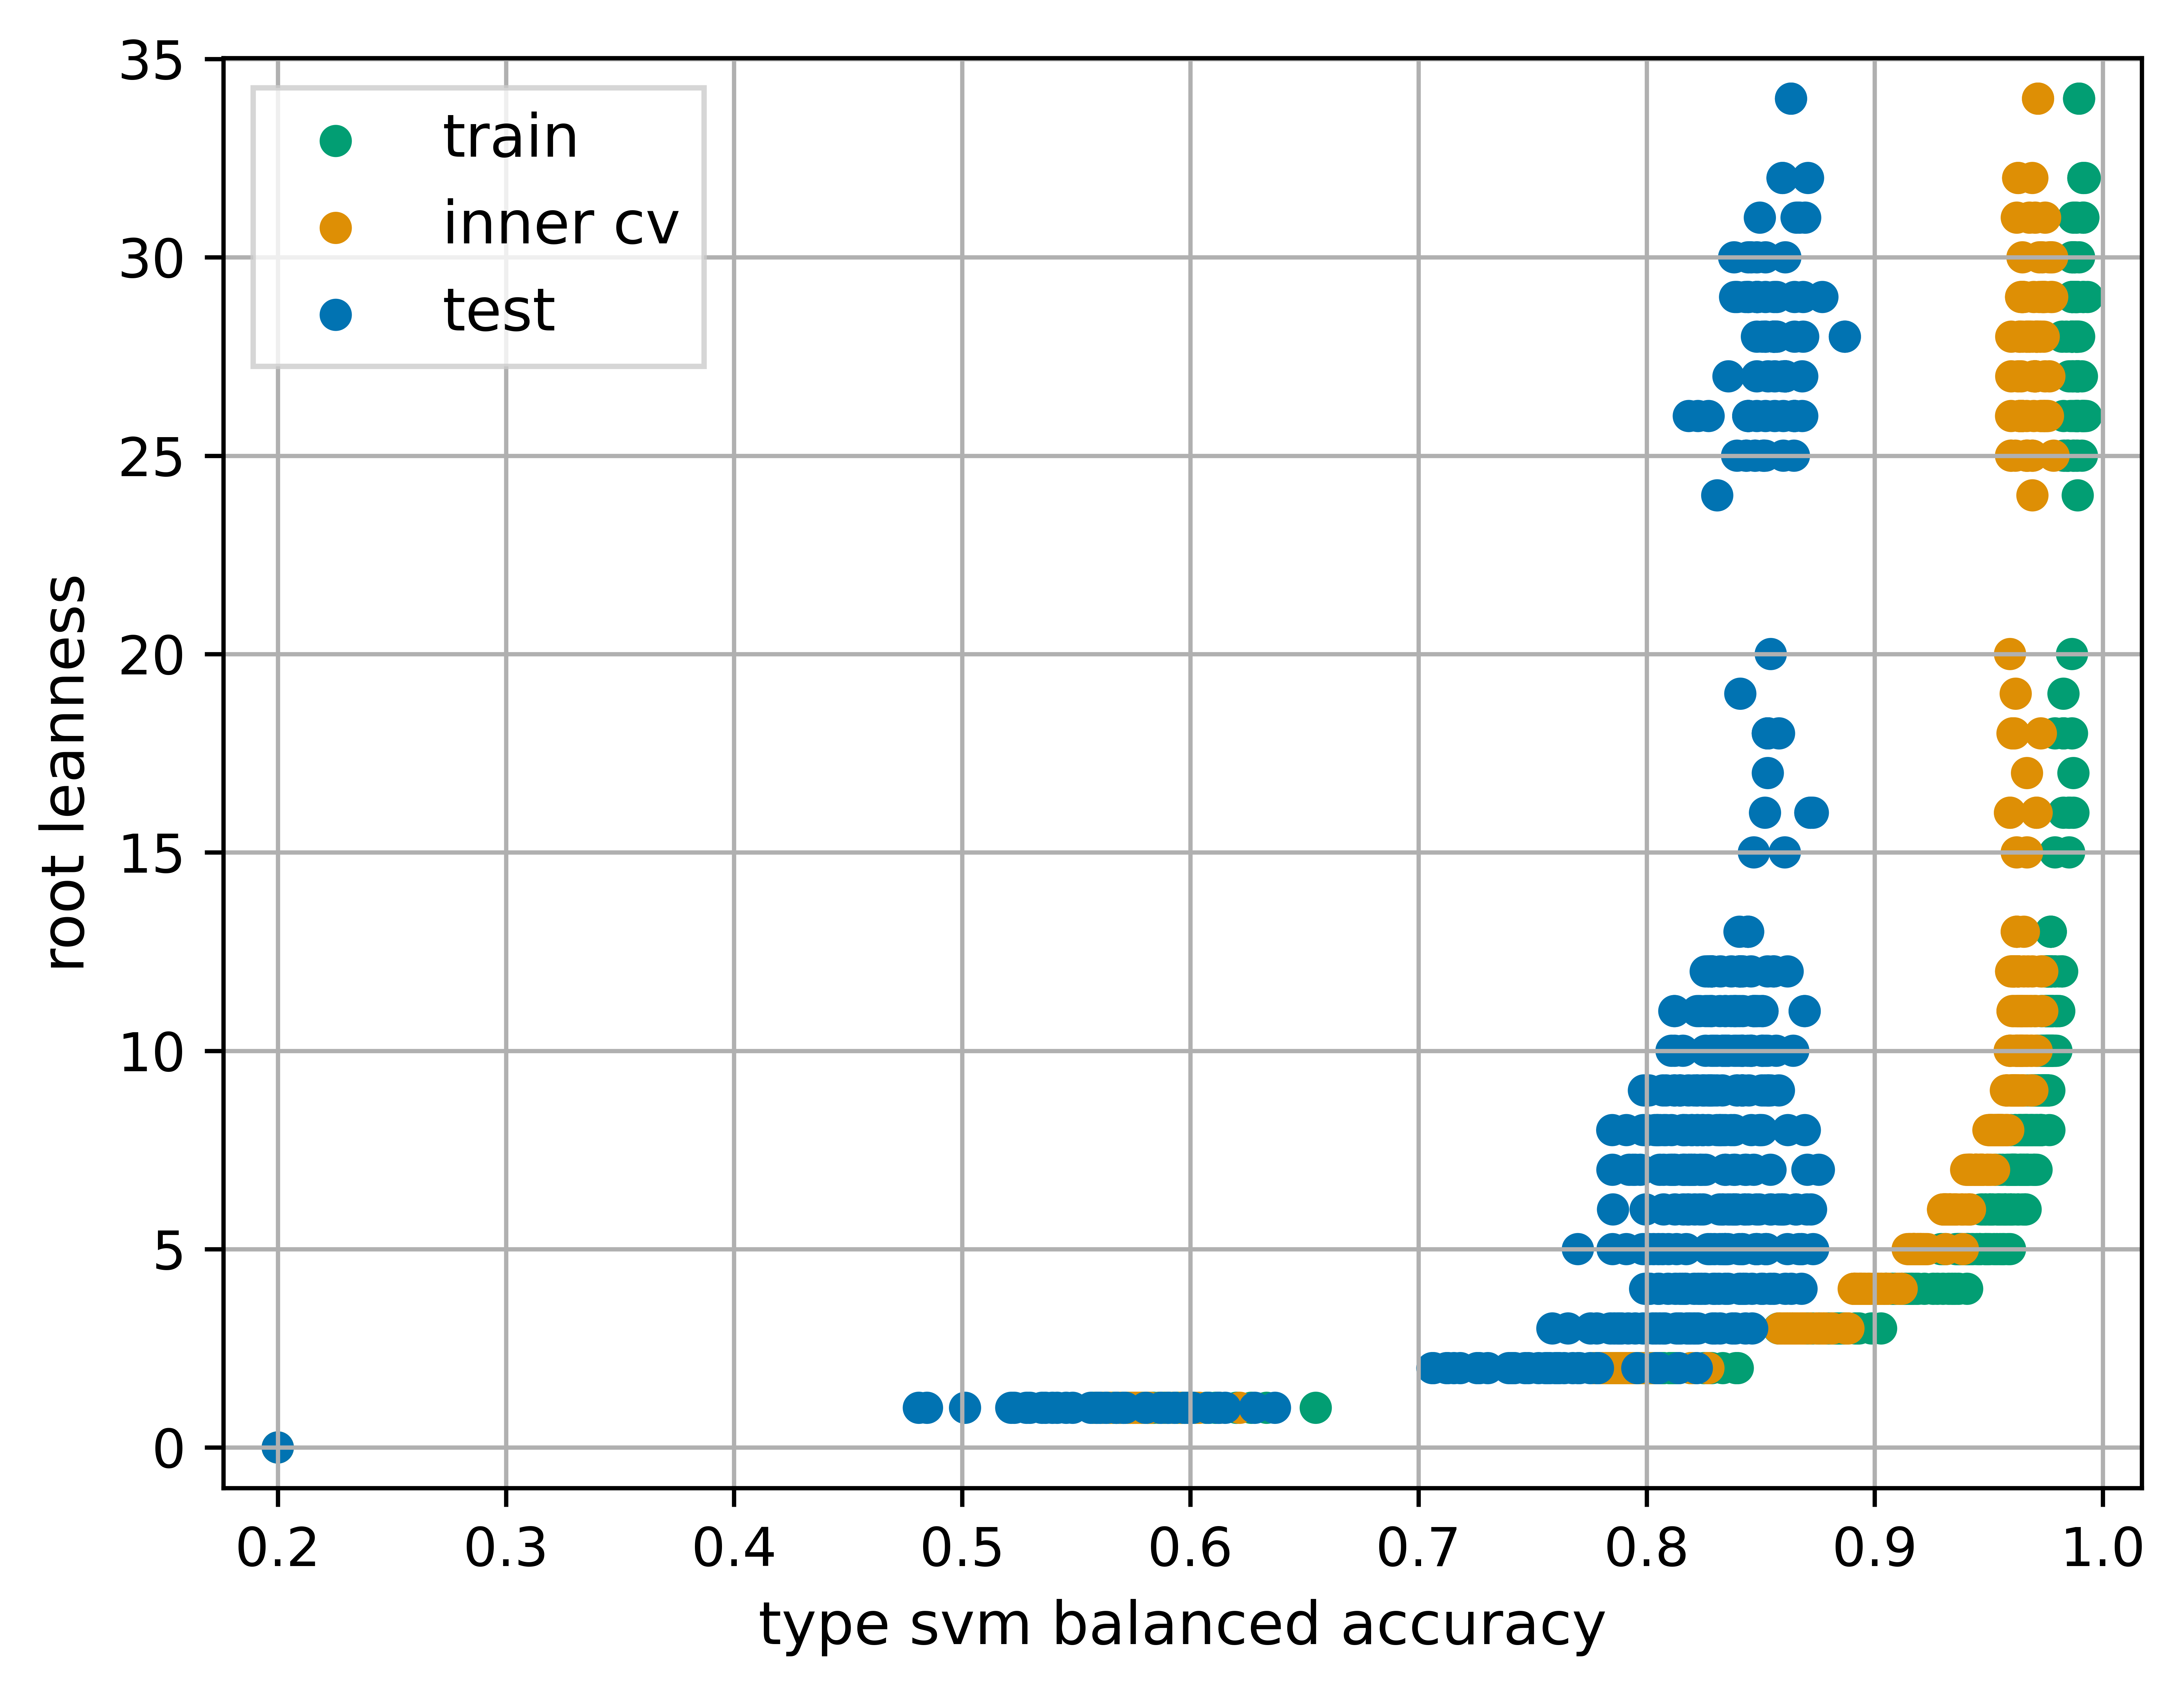 train
inner cv
test
35
30
25
20
15
10
5
0
root leanness
0.2 0.3 0.4 0.5 0.6 0.7 0.8 0.9 1.0
type svm balanced accuracy